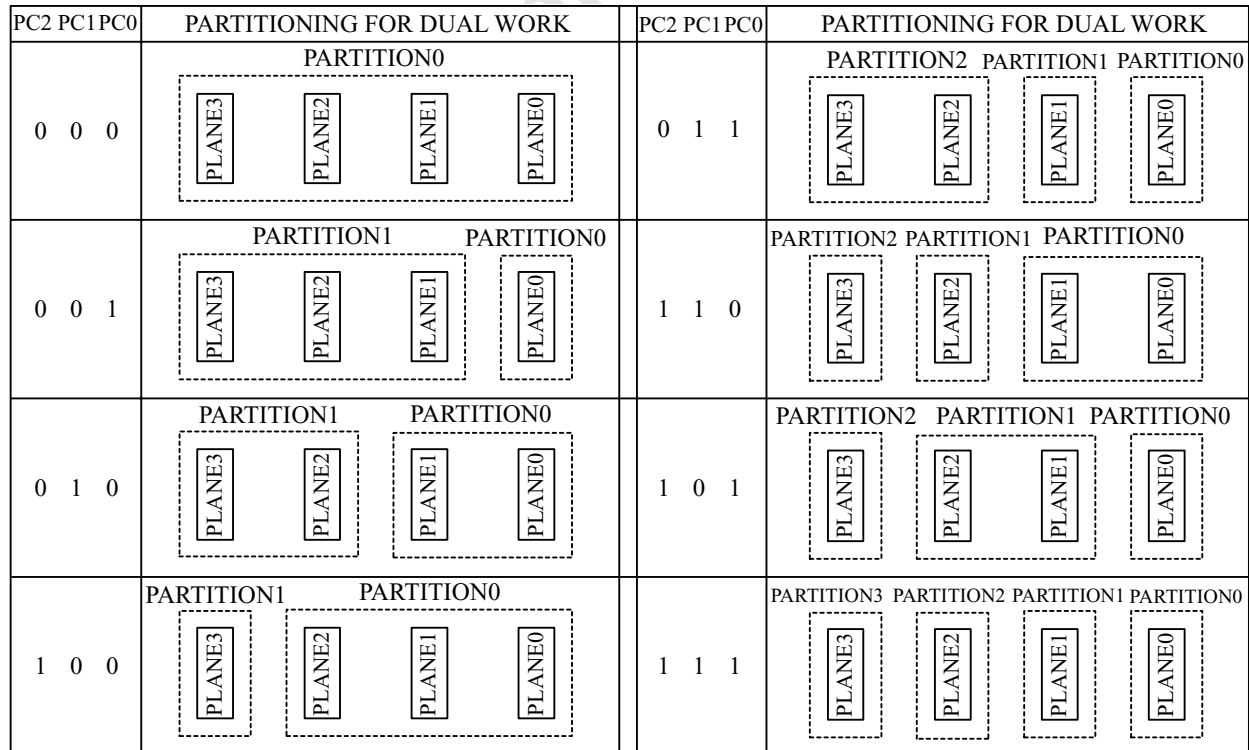 PC2 PC1 PC0 PARTITIONING FOR DUAL WORK PC2 PC1 PC0 PARTITIONING FOR DUAL WORK
0 0 0
PARTITION0
PLANE3 PLANE2 PLANE1 PLANE0
0 1 1
PARTITION2 PARTITION1 PARTITION0
PLANE3 PLANE2 PLANE1 PLANE0
0 0 1
PARTITION1 PARTITION0
PLANE3 PLANE2 PLANE1 PLANE0
1 1 0
PARTITION2 PARTITION1 PARTITION0
PLANE3 PLANE2 PLANE1 PLANE0
0 1 0
PARTITION1 PARTITION0
PLANE3 PLANE2 PLANE1 PLANE0
1 0 1
PARTITION2 PARTITION1 PARTITION0
PLANE3 PLANE2 PLANE1 PLANE0
1 0 0
PARTITION1 PARTITION0
PLANE3 PLANE2 PLANE1 PLANE0
1 1 1
PARTITION3 PARTITION2 PARTITION1 PARTITION0
PLANE3 PLANE2 PLANE1 PLANE0